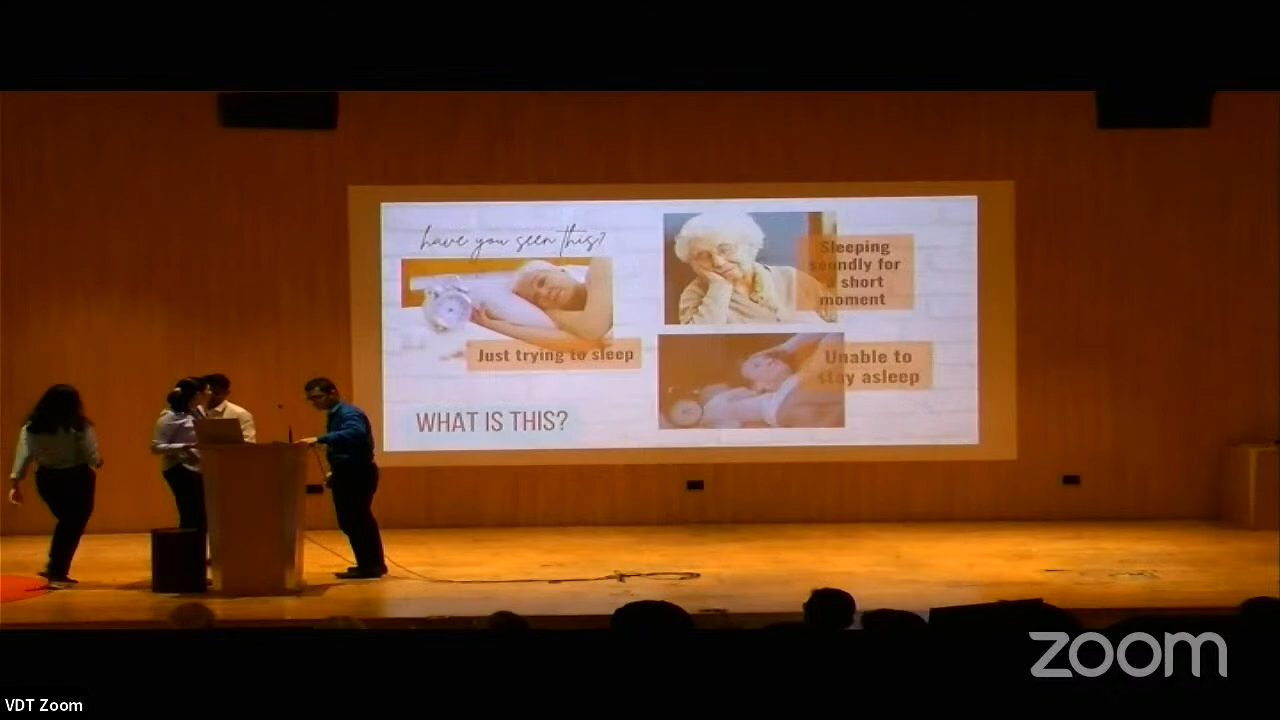 have you seen this?
Just trying to sleep
WHAT IS THIS?
Sleeping
soundly for
a short
moment
Unable to
stay asleep
zoom
VDT Zoom